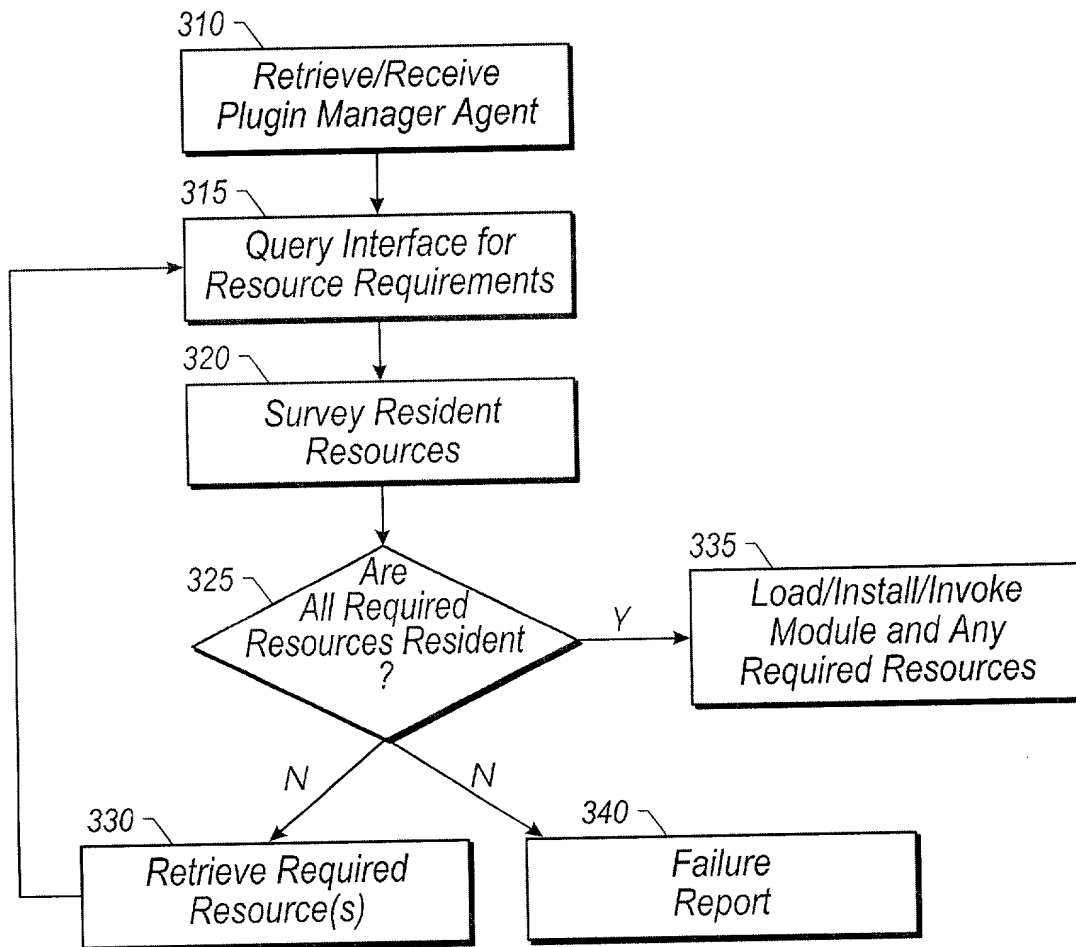 310
Retrieve/Receive
Plugin Manager Agent
315
Query Interface for
Resource Requirements
320
Survey Resident
Resources
325
Are
All Required
Resources Resident
?
Y
335
Load/Install/Invoke
Module and Any
Required Resources
N
N
330
Retrieve Required
Resource(s)
340
Failure
Report